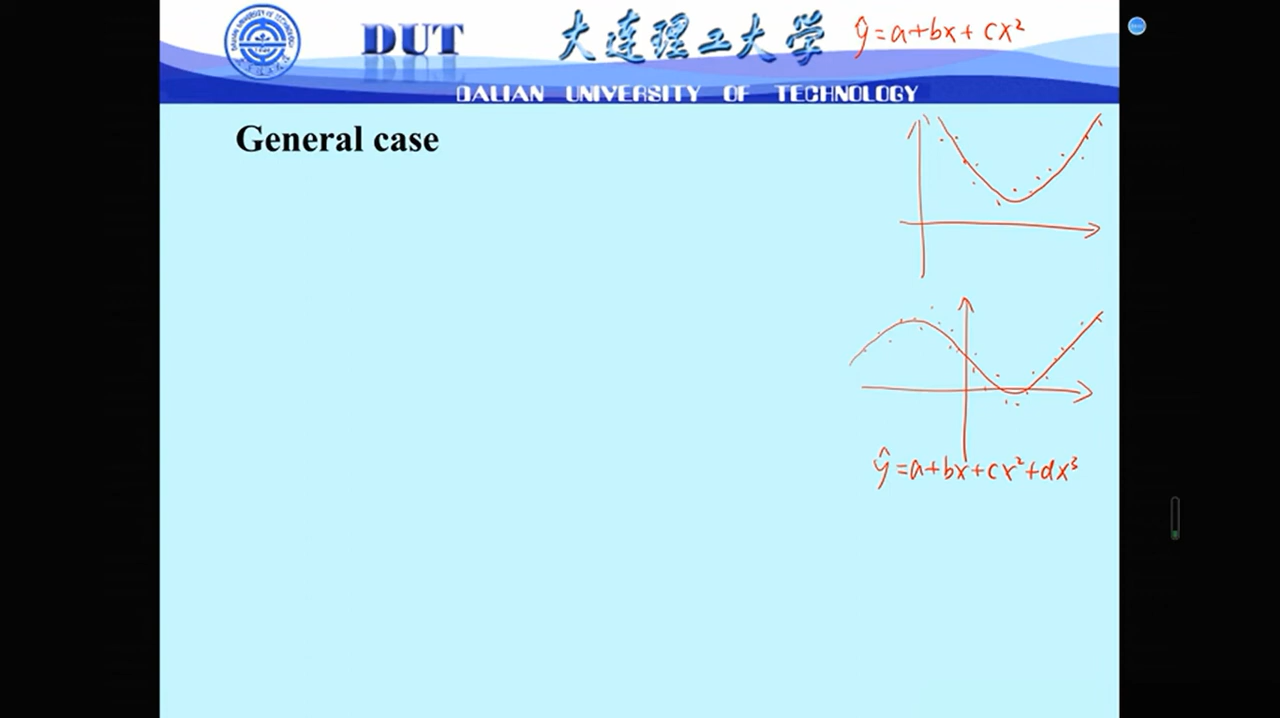 DUT
大连理工大学
ŷ=a+bx+cx²
DALIAN UNIVERSITY OF TECHNOLOGY
General case
ŷ=a+bx+cx²+dx³